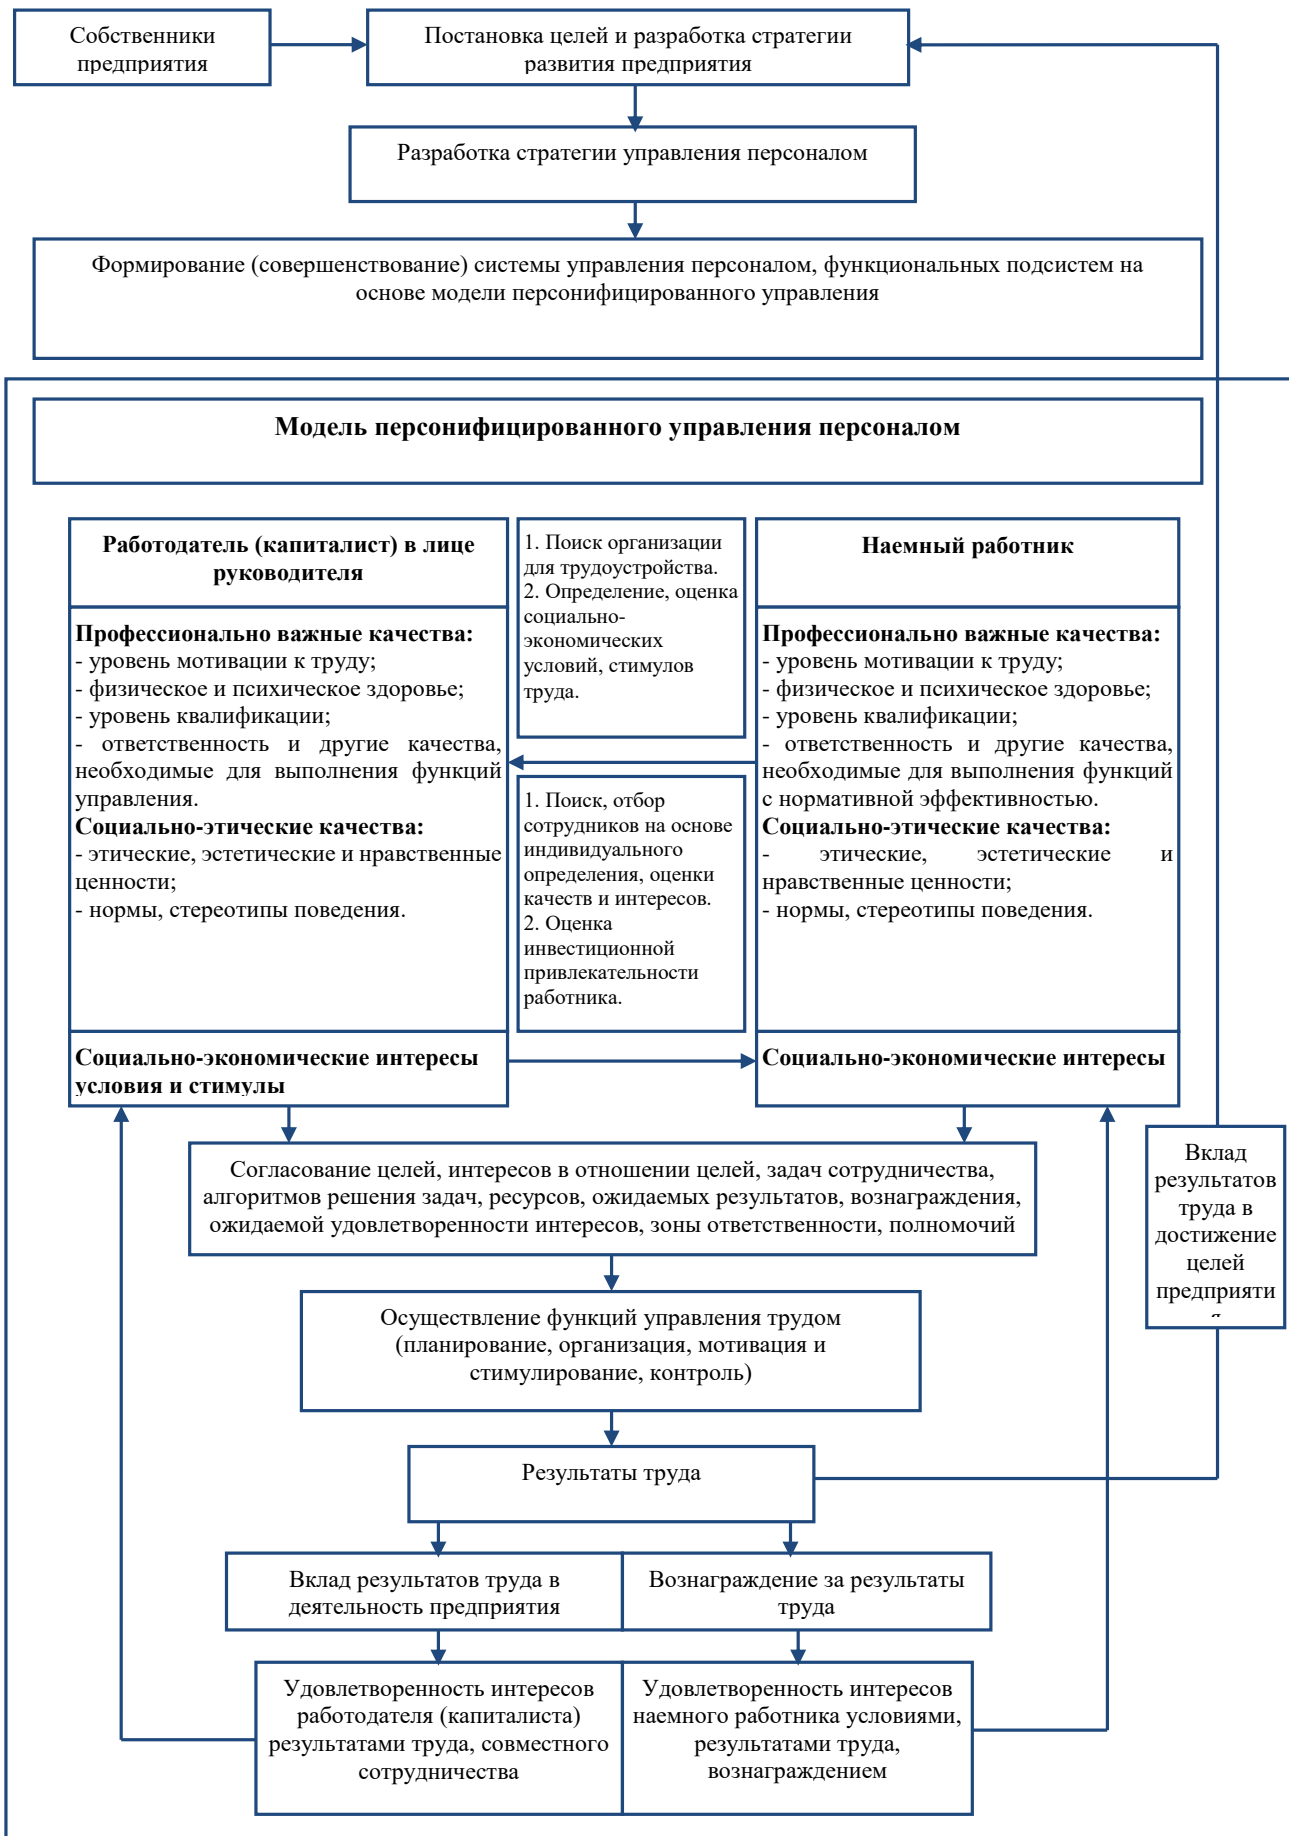 Собственники
предприятия
Постановка целей и разработка стратегии
развития предприятия
Разработка стратегии управления персоналом
Формирование (совершенствование) системы управления персоналом, функциональных подсистем на
основе модели персонифицированного управления
Модель персонифицированного управления персоналом
Работодатель (капиталист) в лице
руководителя
Профессионально важные качества:
- уровень мотивации к труду;
- физическое и психическое здоровье;
- уровень квалификации;
- ответственность и другие качества,
необходимые для выполнения функций
управления.
Социально-этические качества:
- этические, эстетические и нравственные
ценности;
- нормы, стереотипы поведения.
Социально-экономические интересы
условия и стимулы
1. Поиск организации
для трудоустройства.
2. Определение, оценка
социально-
экономических
условий, стимулов
труда.
1. Поиск, отбор
сотрудников на основе
индивидуального
определения, оценки
качеств и интересов.
2. Оценка
инвестиционной
привлекательности
работника.
Наемный работник
Профессионально важные качества:
- уровень мотивации к труду;
- физическое и психическое здоровье;
- уровень квалификации;
- ответственность и другие качества,
необходимые для выполнения функций
с нормативной эффективностью.
Социально-этические качества:
- этические, эстетические и
нравственные ценности;
- нормы, стереотипы поведения.
Социально-экономические интересы
Согласование целей, интересов в отношении целей, задач сотрудничества,
алгоритмов решения задач, ресурсов, ожидаемых результатов, вознаграждения,
ожидаемой удовлетворенности интересов, зоны ответственности, полномочий
Вклад
результатов
труда в
достижение
целей
предприяти
я
Осуществление функций управления трудом
(планирование, организация, мотивация и
стимулирование, контроль)
Результаты труда
Вклад результатов труда в
деятельность предприятия
Вознаграждение за результаты
труда
Удовлетворенность интересов
работодателя (капиталиста)
результатами труда, совместного
сотрудничества
Удовлетворенность интересов
наемного работника условиями,
результатами труда,
вознаграждением